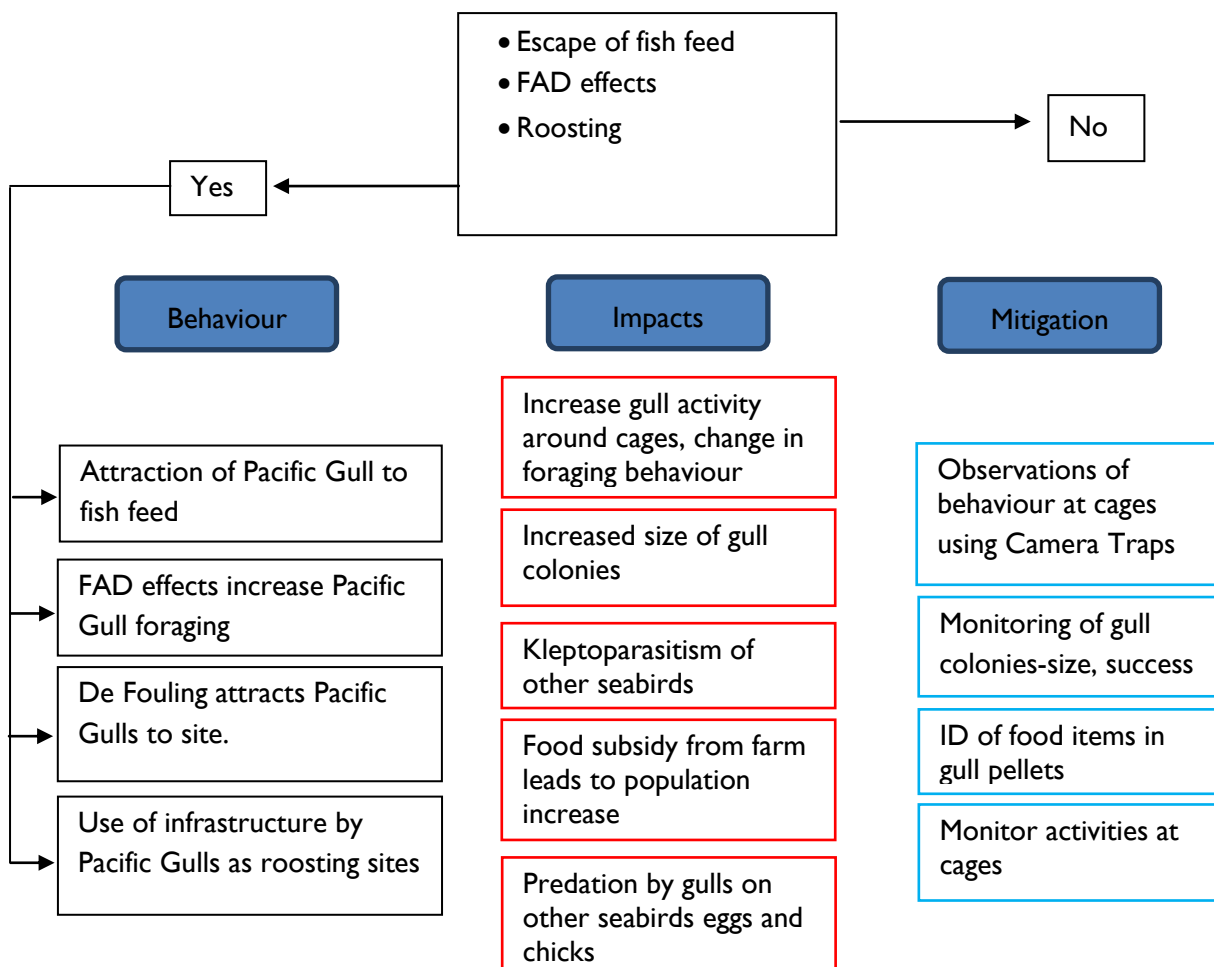 • Escape of fish feed
• FAD effects
• Roosting
No
Yes
Behaviour
Impacts
Mitigation
Attraction of Pacific Gull to
fish feed
FAD effects increase Pacific
Gull foraging
De Fouling attracts Pacific
Gulls to site.
Use of infrastructure by
Pacific Gulls as roosting sites
Increase gull activity
around cages, change in
foraging behaviour
Increased size of gull
colonies
Kleptoparasitism of
other seabirds
Food subsidy from farm
leads to population
increase
Predation by gulls on
other seabirds eggs and
chicks
Observations of
behaviour at cages
using Camera Traps
Monitoring of gull
colonies-size, success
ID of food items in
gull pellets
Monitor activities at
cages